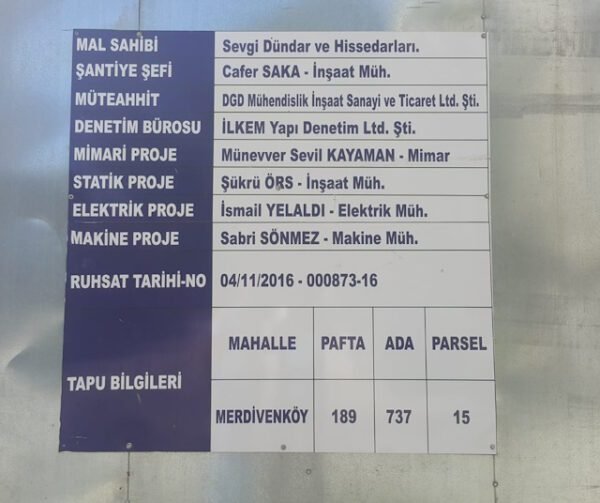 MAL SAHİBİ Sevgi Dündar ve Hissedarları.
ŞANTİYE ŞEFİ Cafer SAKA - İnşaat Müh.
MÜTEAHHİT DGD Mühendislik İnşaat Sanayi ve Ticaret Ltd. Şti.
DENETİM BÜROSU İLKEM Yapı Denetim Ltd. Şti.
MİMARİ PROJE Münevver Sevil KAYAMAN - Mimar
STATİK PROJE Şükrü ÖRS - İnşaat Müh.
ELEKTRİK PROJE İsmail YELALDI - Elektrik Müh.
MAKİNE PROJE Sabri SÖNMEZ - Makine Müh.
RUHSAT TARİHİ-NO 04/11/2016 - 000873-16
TAPU BİLGİLERİ
MAHALLE PAFTA ADA PARSEL
MERDİVENKÖY 189 737 15